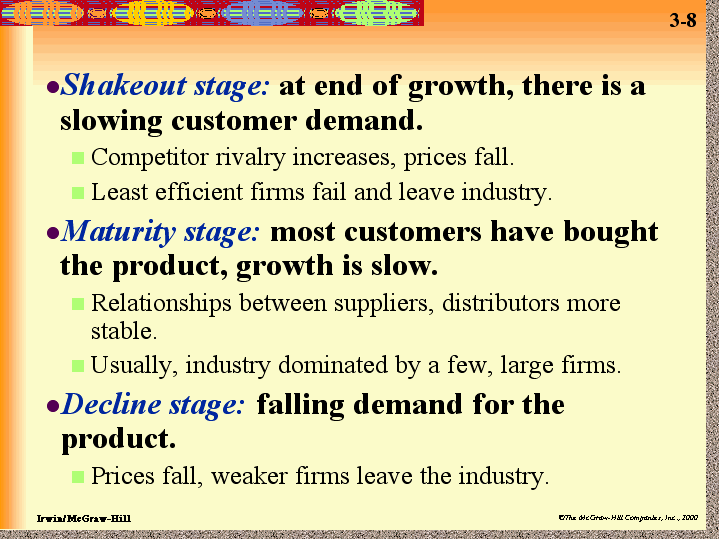 3-8
Shakeout stage: at end of growth, there is a
slowing customer demand.
Competitor rivalry increases, prices fall.
Least efficient firms fail and leave industry.
Maturity stage: most customers have bought
the product, growth is slow.
Relationships between suppliers, distributors more
stable.
Usually, industry dominated by a few, large firms.
Decline stage: falling demand for the
product.
Prices fall, weaker firms leave the industry.
Irwin/McGraw-Hill
©The McGraw-Hill Companies, Inc., 2000